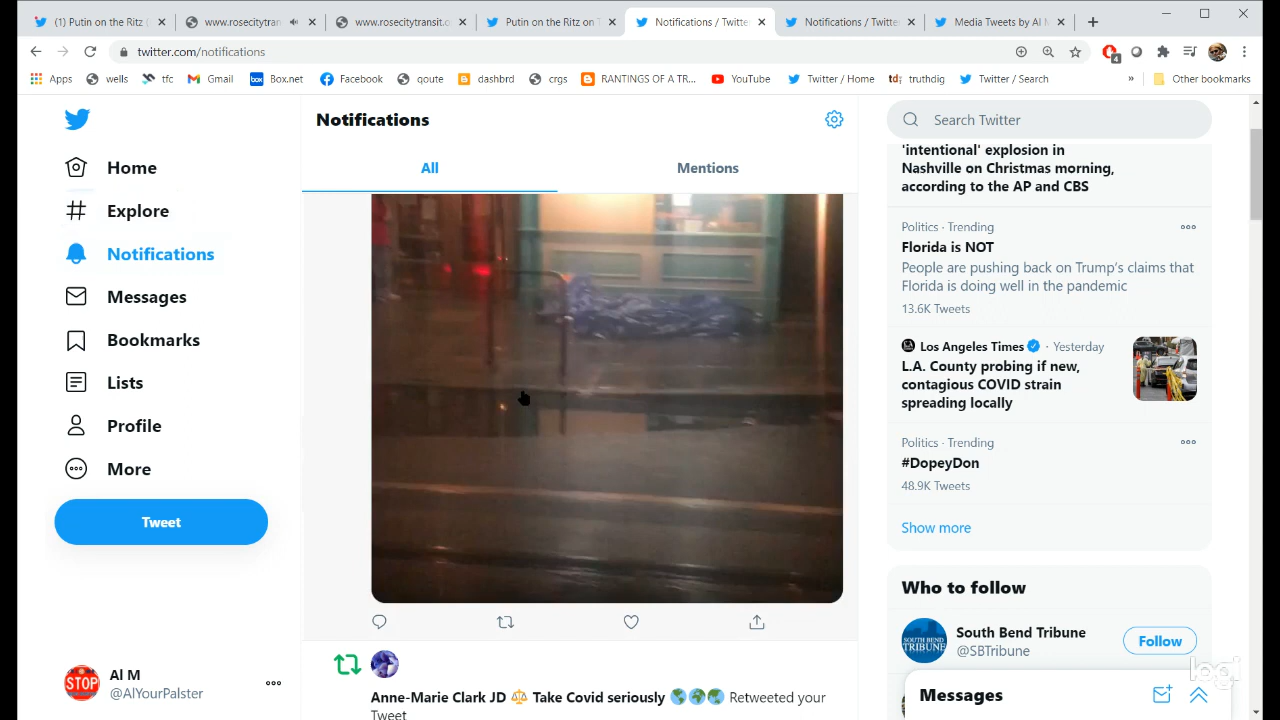 (1) Putin on the Ritz
www.rosecitytran
www.rosecitytransit.c
Putin on the Ritz on T
Notifications / Twitte
Notifications / Twitte
Media Tweets by Al M
twitter.com/notifications
4
Apps
wells
tfc
Gmail
box
Box.net
Facebook
qoute
dashbrd
crgs
RANTINGS OF A TR...
YouTube
Twitter / Home
td:
truthdig
Twitter / Search
»
Other bookmarks
Home
Explore
Notifications
Messages
Bookmarks
Lists
Profile
More
Tweet
STOP
Al M
@AlYourPalster
Notifications
All
Mentions
Anne-Marie Clark JD ⚖️ Take Covid seriously 🌎🌎🌎 Retweeted your
Tweet
Search Twitter
'intentional' explosion in
Nashville on Christmas morning,
according to the AP and CBS
Politics · Trending
Florida is NOT
People are pushing back on Trump's claims that
Florida is doing well in the pandemic
13.6K Tweets
Los Angeles Times · Yesterday
L.A. County probing if new,
contagious COVID strain
spreading locally
Politics · Trending
#DopeyDon
48.9K Tweets
Show more
Who to follow
SOUTH BEND
TRIBUNE
South Bend Tribune
@SBTribune
Follow
Messages